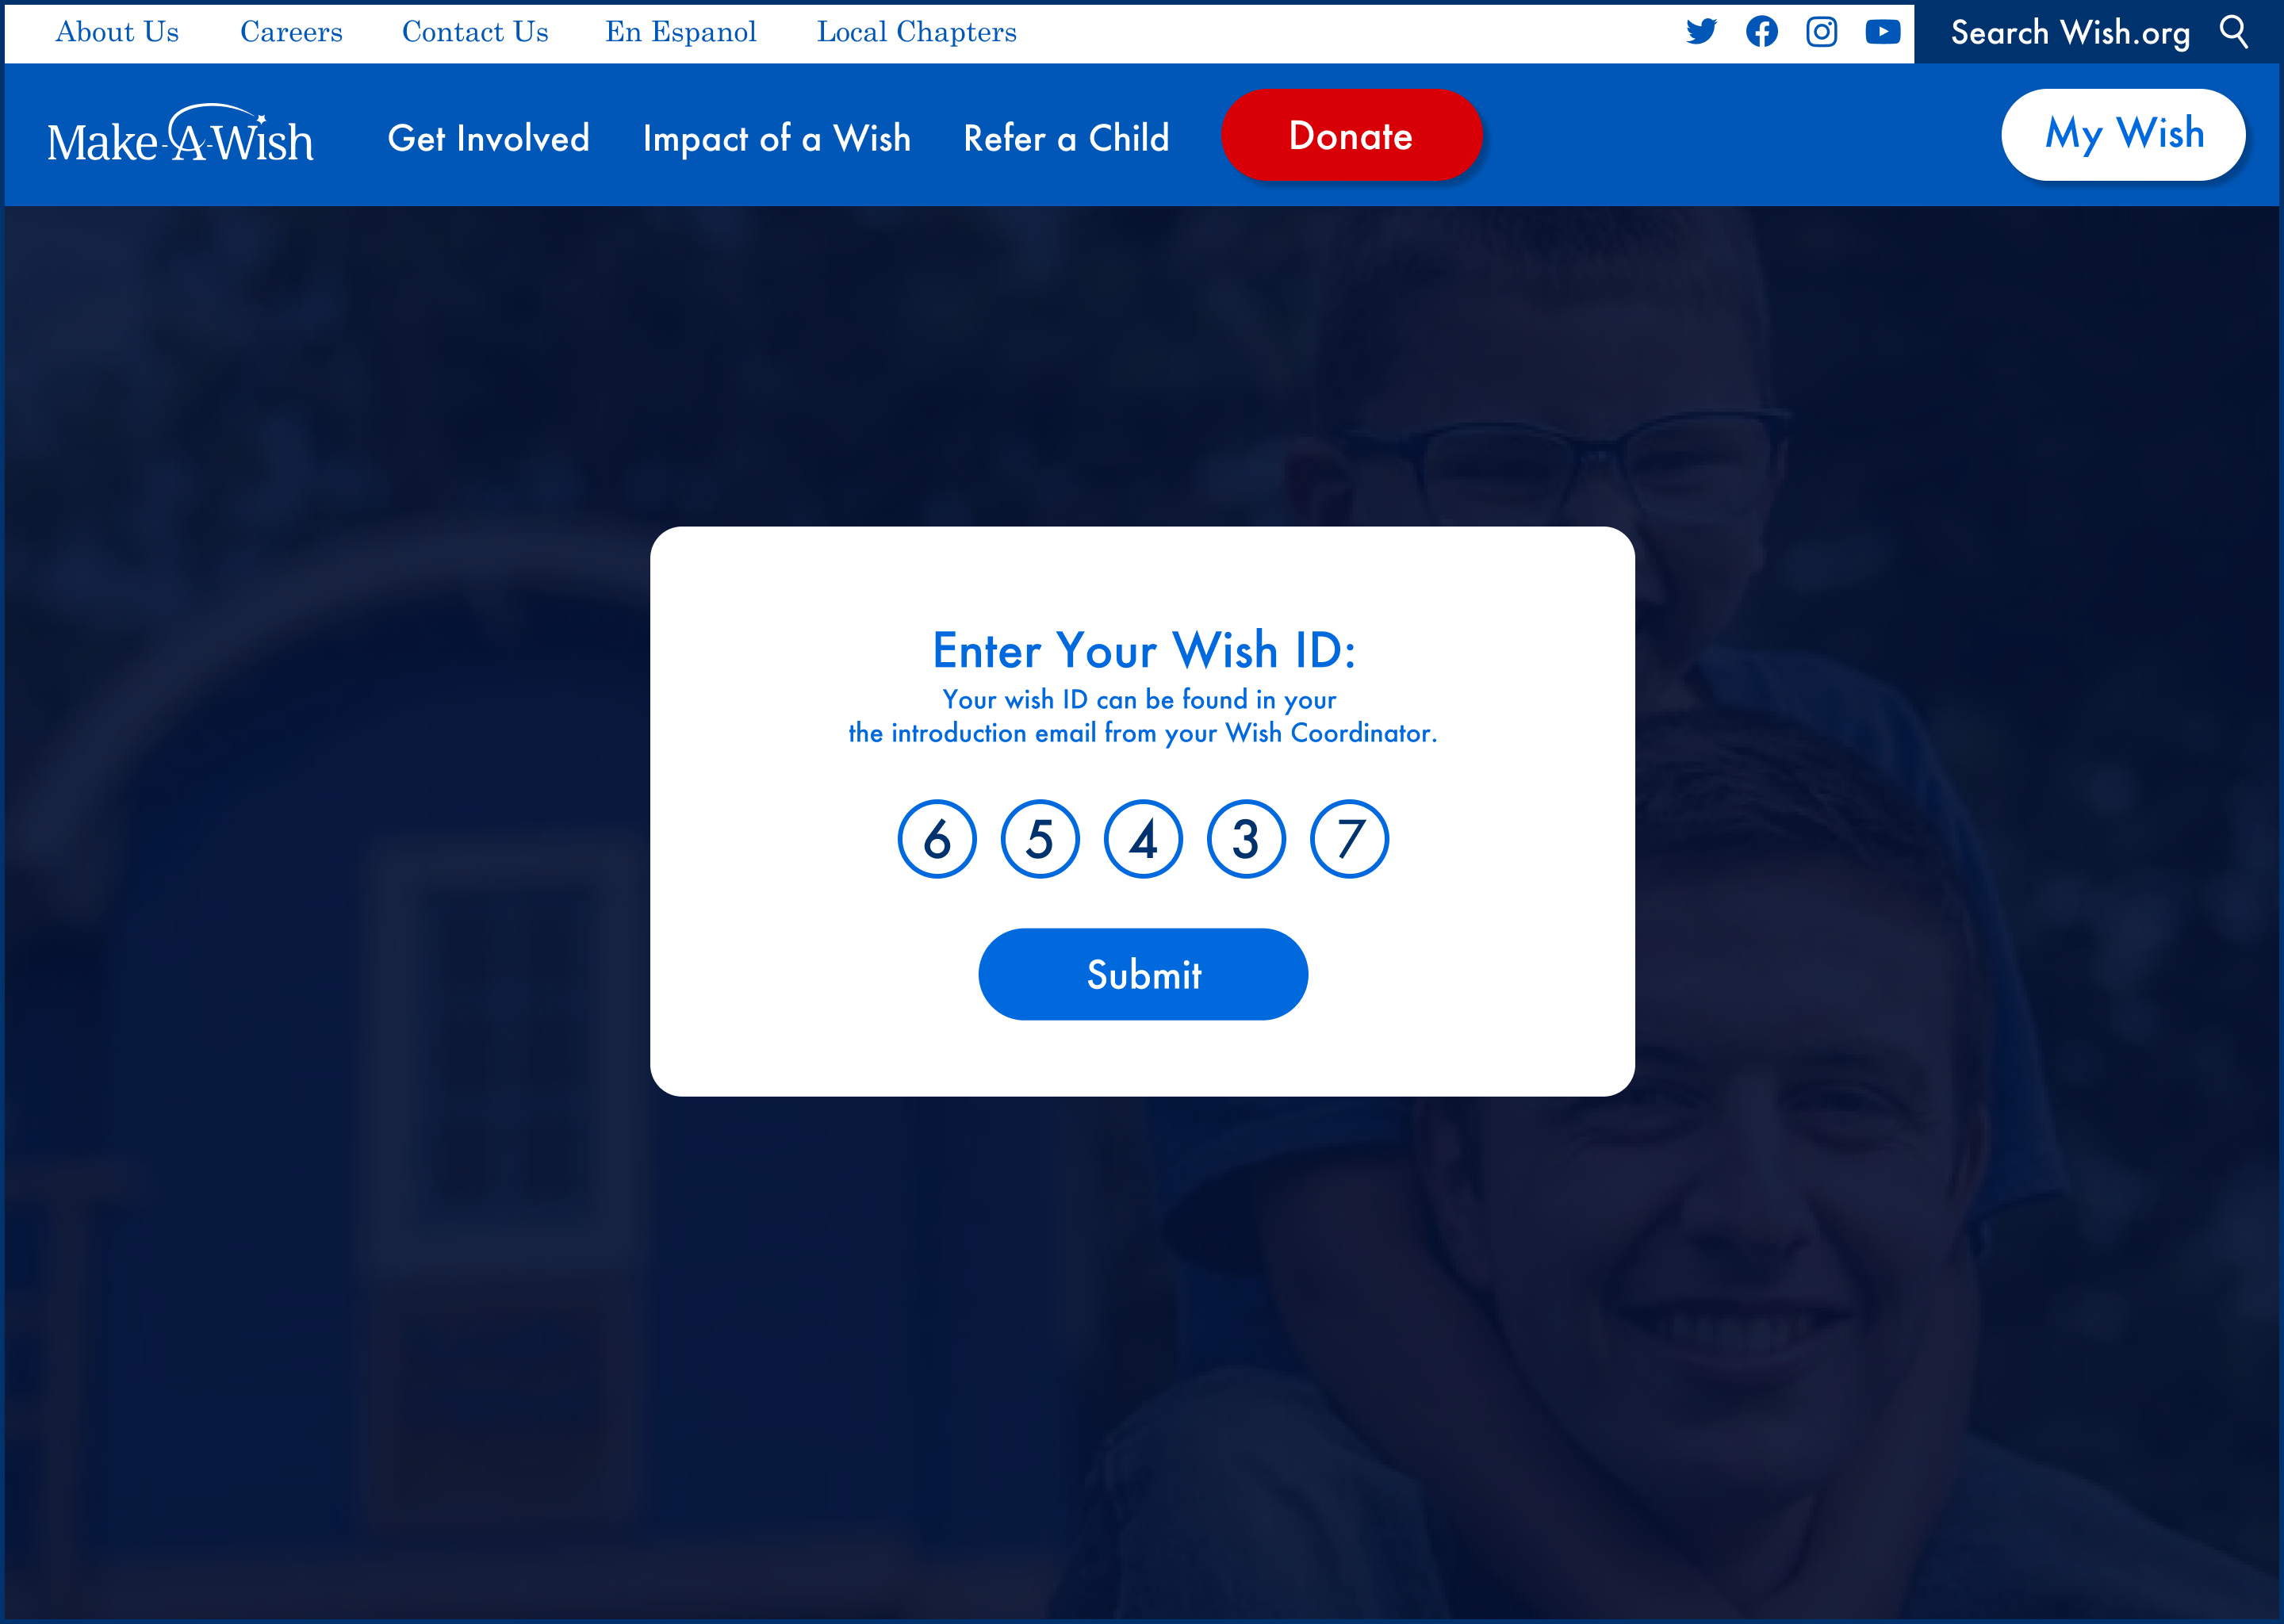 About Us Careers Contact Us En Espanol Local Chapters Search Wish.org
Make-A-Wish Get Involved Impact of a Wish Refer a Child Donate My Wish
Enter Your Wish ID:
Your wish ID can be found in your
the introduction email from your Wish Coordinator.
6 5 4 3 7
Submit